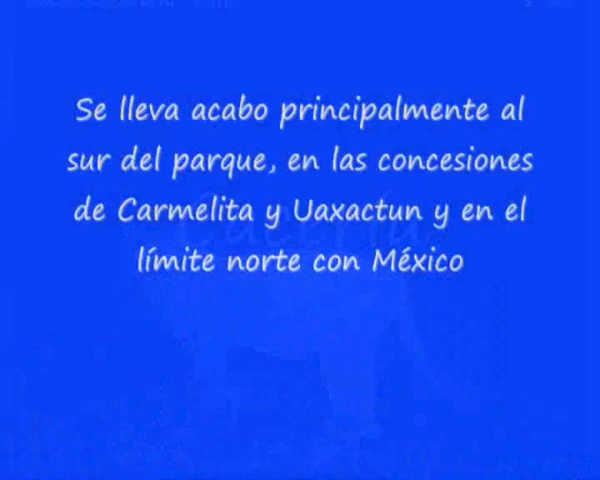 Se lleva acabo principalmente al
sur del parque, en las concesiones
de Carmelita y Uaxactun y en el
límite norte con México